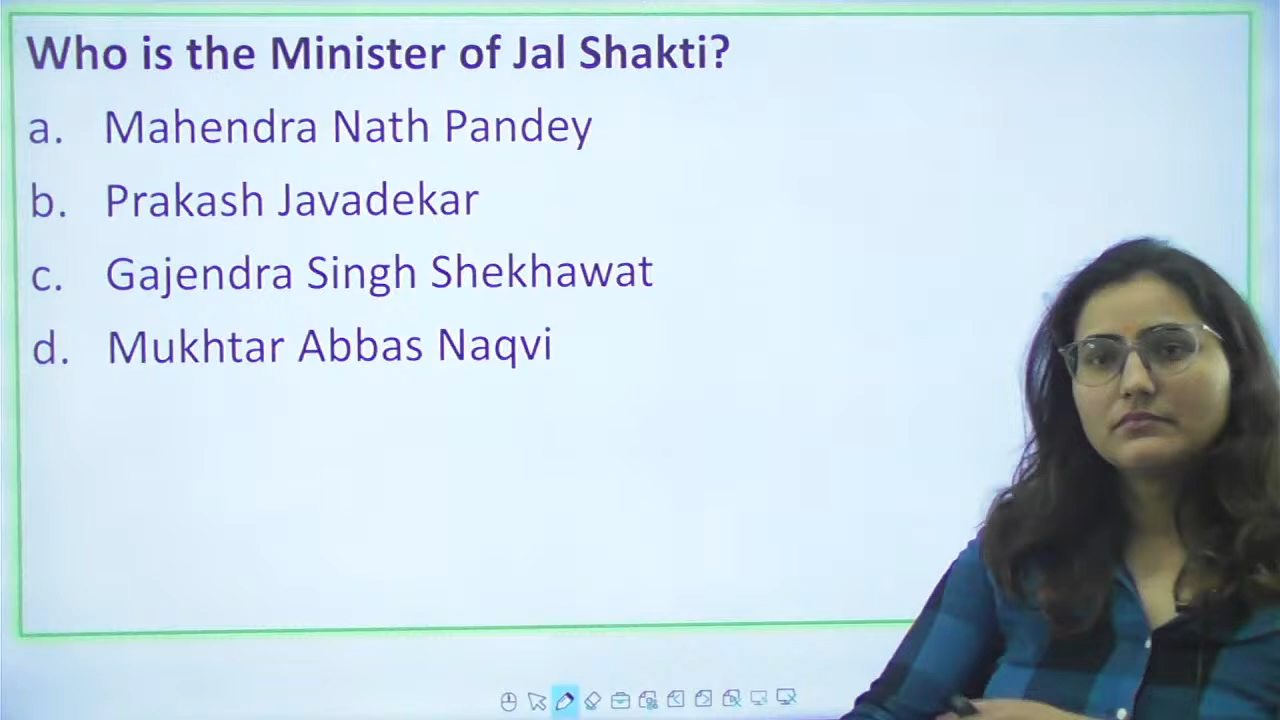 Who is the Minister of Jal Shakti?
a. Mahendra Nath Pandey
b. Prakash Javadekar
c. Gajendra Singh Shekhawat
d. Mukhtar Abbas Naqvi